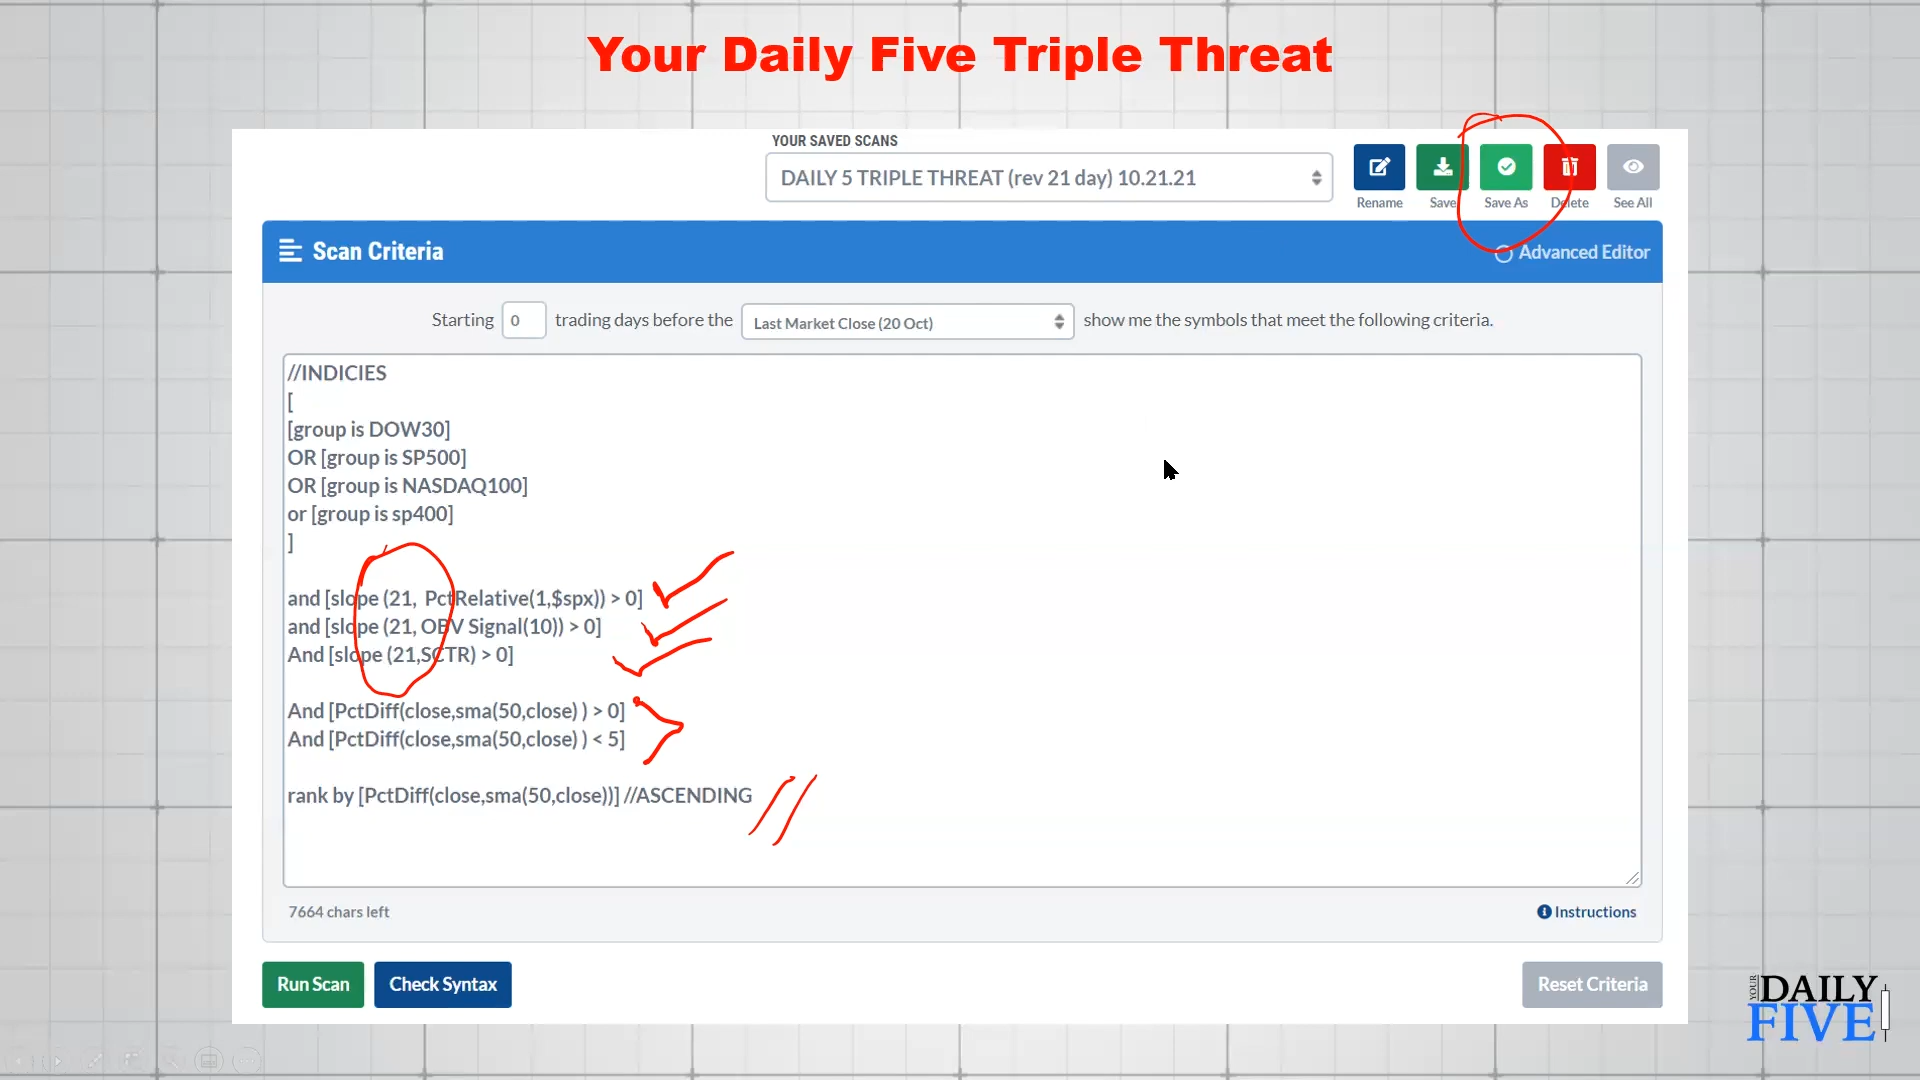 Your Daily Five Triple Threat
YOUR SAVED SCANS
DAILY 5 TRIPLE THREAT (rev 21 day) 10.21.21
Rename Save Save As Delete See All
Scan Criteria
Advanced Editor
Starting 0 trading days before the Last Market Close (20 Oct) show me the symbols that meet the following criteria.
//INDICIES
[
[group is DOW30]
OR [group is SP500]
OR [group is NASDAQ100]
or [group is sp400]
]
and [slope (21, PctRelative(1,$spx)) > 0]
and [slope (21, OBV Signal(10)) > 0]
And [slope (21,SCTR) > 0]
And [PctDiff(close,sma(50,close) ) > 0]
And [PctDiff(close,sma(50,close) ) < 5]
rank by [PctDiff(close,sma(50,close))] //ASCENDING
7664 chars left
Instructions
Run Scan Check Syntax
Reset Criteria
YOUR DAILY
FIVE